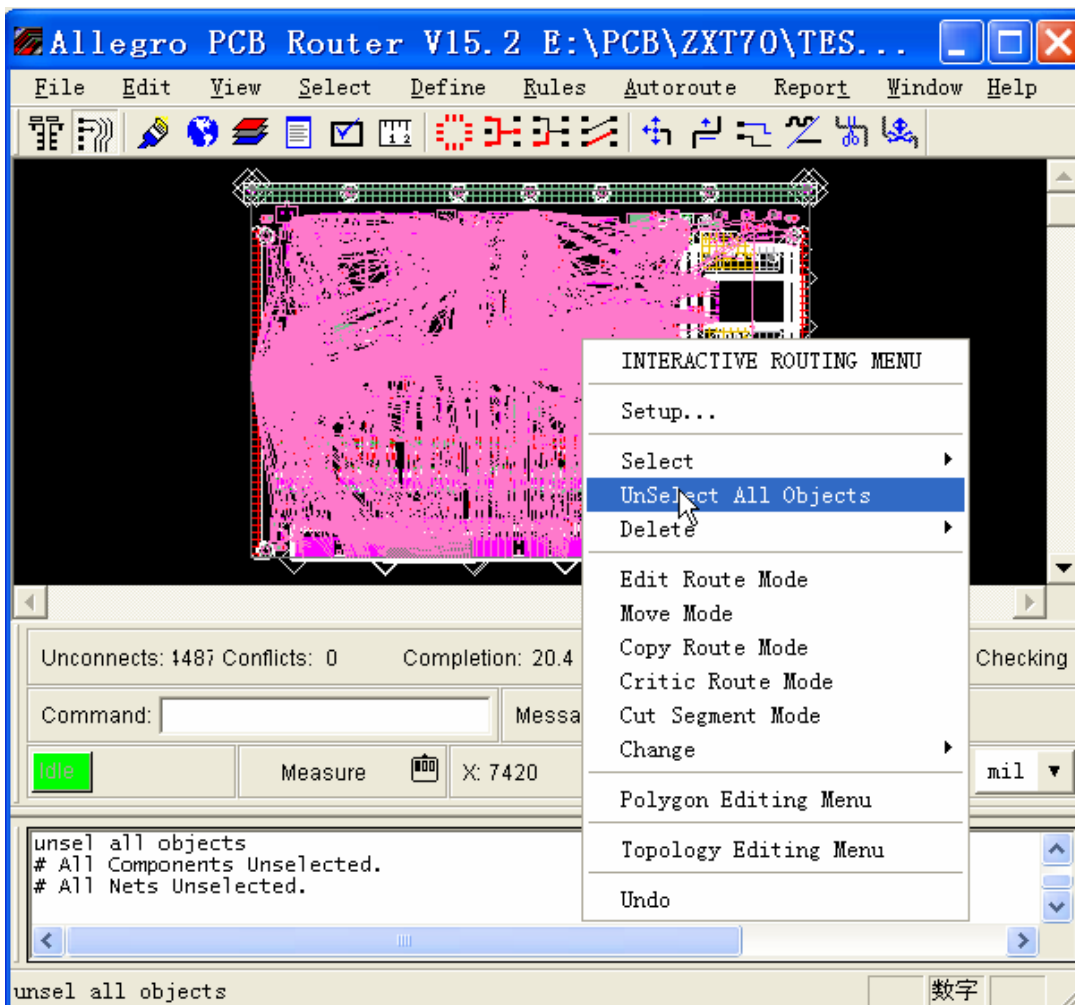 Allegro PCB Router V15.2 E:\PCB\ZXT70\TES...
File Edit View Select Define Rules Autoroute Report Window Help
INTERACTIVE ROUTING MENU
Setup...
Select
UnSelect All Objects
Delete
Edit Route Mode
Move Mode
Copy Route Mode
Critic Route Mode
Cut Segment Mode
Change
Polygon Editing Menu
Topology Editing Menu
Undo
Unconnects: 4487 Conflicts: 0 Completion: 20.4 Checking
Command: Messa
Idle Measure X: 7420 mil
unsel all objects
# All Components Unselected.
# All Nets Unselected.
unsel all objects 数字